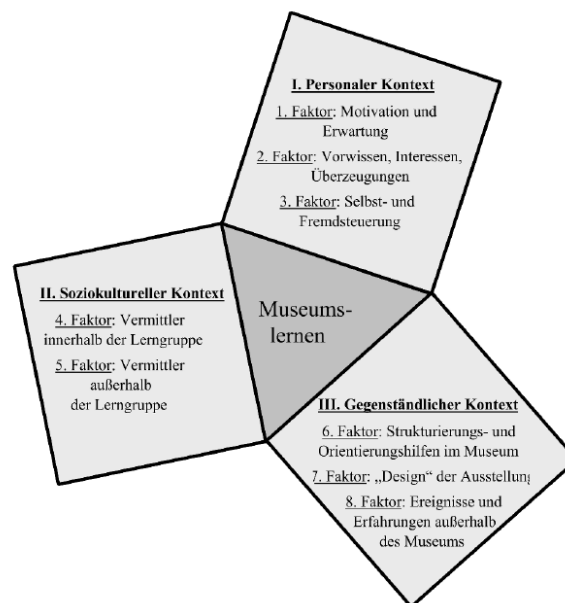 I. Personaler Kontext
1. Faktor: Motivation und
Erwartung
2. Faktor: Vorwissen, Interessen,
Überzeugungen
3. Faktor: Selbst- und
Fremdsteuerung
II. Soziokultureller Kontext
4. Faktor: Vermittler
innerhalb der Lerngruppe
5. Faktor: Vermittler
außerhalb
der Lerngruppe
Museums-
lernen
III. Gegenständlicher Kontext
6. Faktor: Strukturierungs- und
Orientierungshilfen im Museum
7. Faktor: „Design“ der Ausstellung
8. Faktor: Ereignisse und
Erfahrungen außerhalb
des Museums